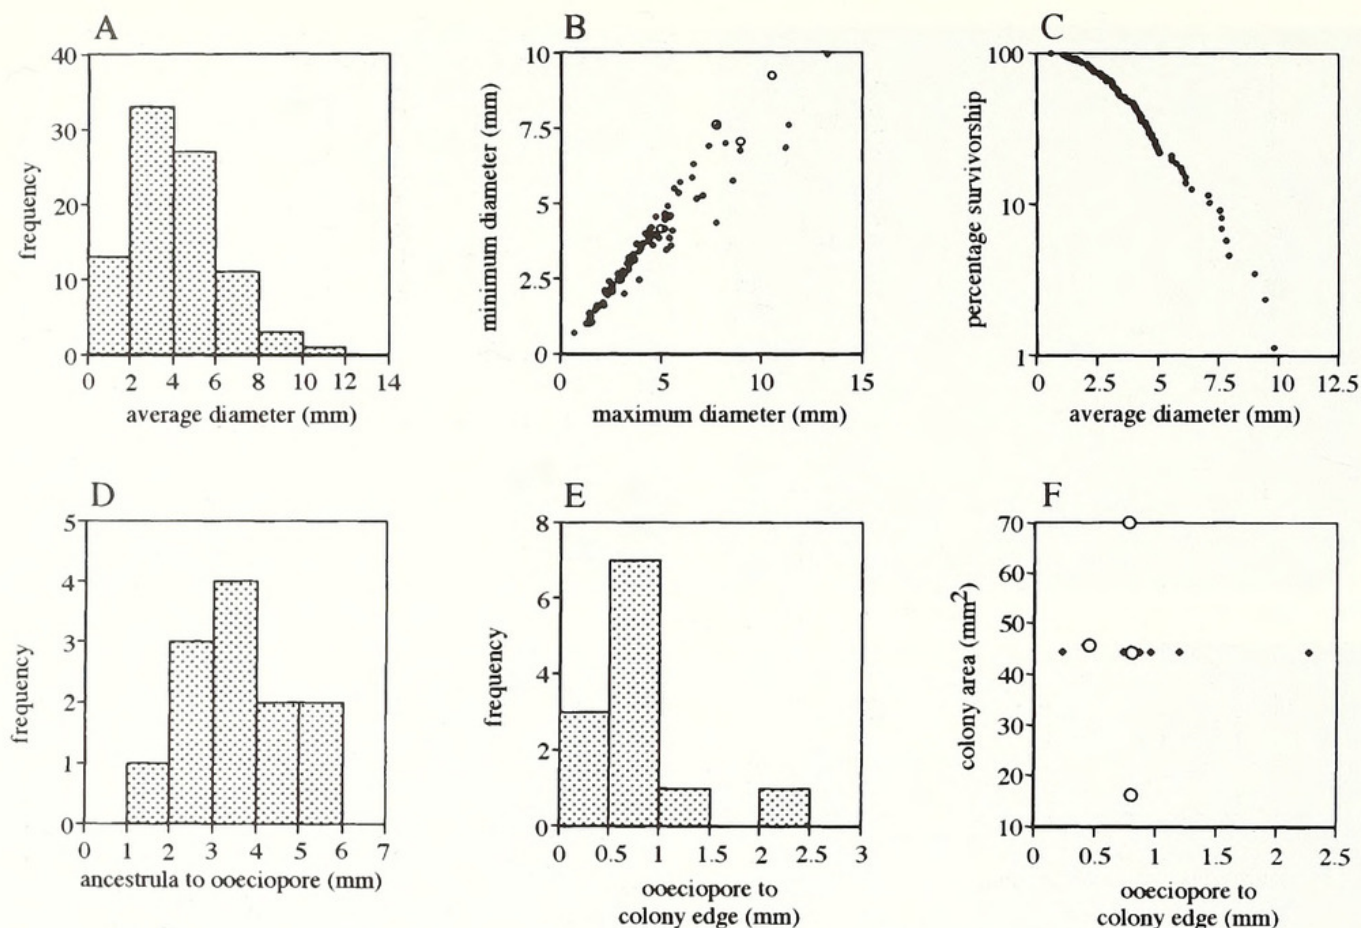 A
40
30
20
10
0
frequency
0 2 4 6 8 10 12 14
average diameter (mm)
B
10
7.5
5
2.5
0
minimum diameter (mm)
0 5 10 15
maximum diameter (mm)
C
100
10
1
percentage survivorship
0 2.5 5 7.5 10 12.5
average diameter (mm)
D
5
4
3
2
1
0
frequency
0 1 2 3 4 5 6 7
ancestrula to ooeciopore (mm)
E
8
6
4
2
0
frequency
0 0.5 1 1.5 2 2.5 3
ooeciopore to
colony edge (mm)
F
70
60
50
40
30
20
10
colony area (mm²)
0 0.5 1 1.5 2 2.5
ooeciopore to
colony edge (mm)